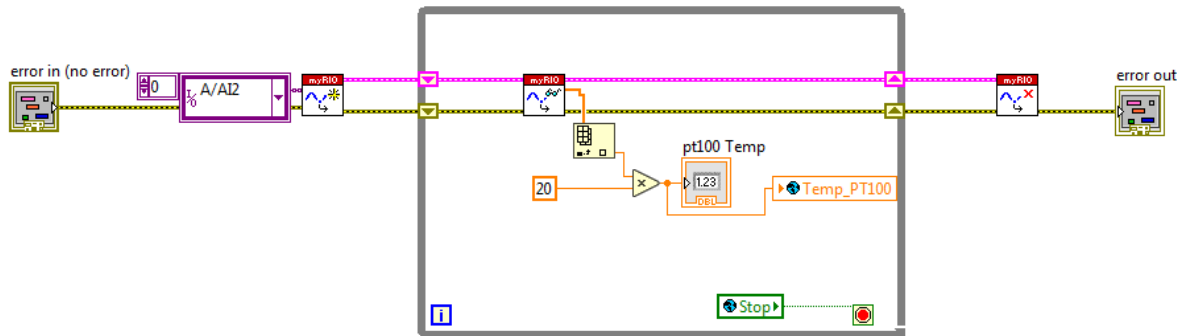 error in (no error)
0
I/O A/AI2
myRIO
myRIO
myRIO
error out
pt100 Temp
1.23
DBL
20
x
Temp_PT100
Stop
i